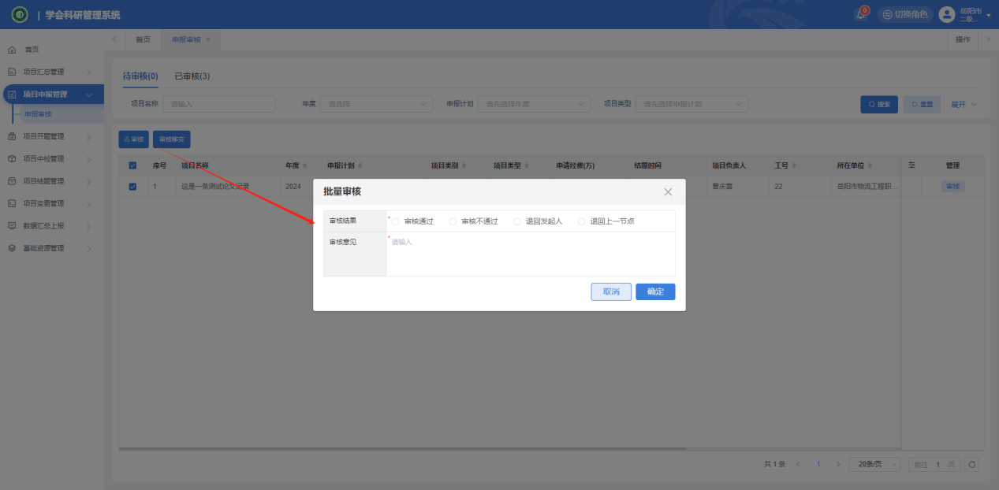 | 学会科研管理系统
0
切换角色
岳阳市
二级...
首页
申报审核
操作
首页
项目汇总管理
项目申报管理
申报审核
项目开题管理
项目中检管理
项目结题管理
项目变更管理
数据汇总上报
基础资源管理
待审核(0) 已审核(3)
项目名称 请输入 年度 请选择 申报计划 请先选择年度 项目类型 请先选择申报计划 搜索 重置 展开
审核 审核移交
序号 项目名称 年度 申报计划 项目类别 项目类型 申请经费(万) 结题时间 项目负责人 工号 所在单位 管理
1 这是一条测试论文记录 2024 曾庆喜 22 岳阳市物流工程职... 审核
批量审核
审核结果 * 审核通过 审核不通过 退回发起人 退回上一节点
审核意见 * 请输入
取消 确定
共 1 条 1 20条/页 前往 1 页